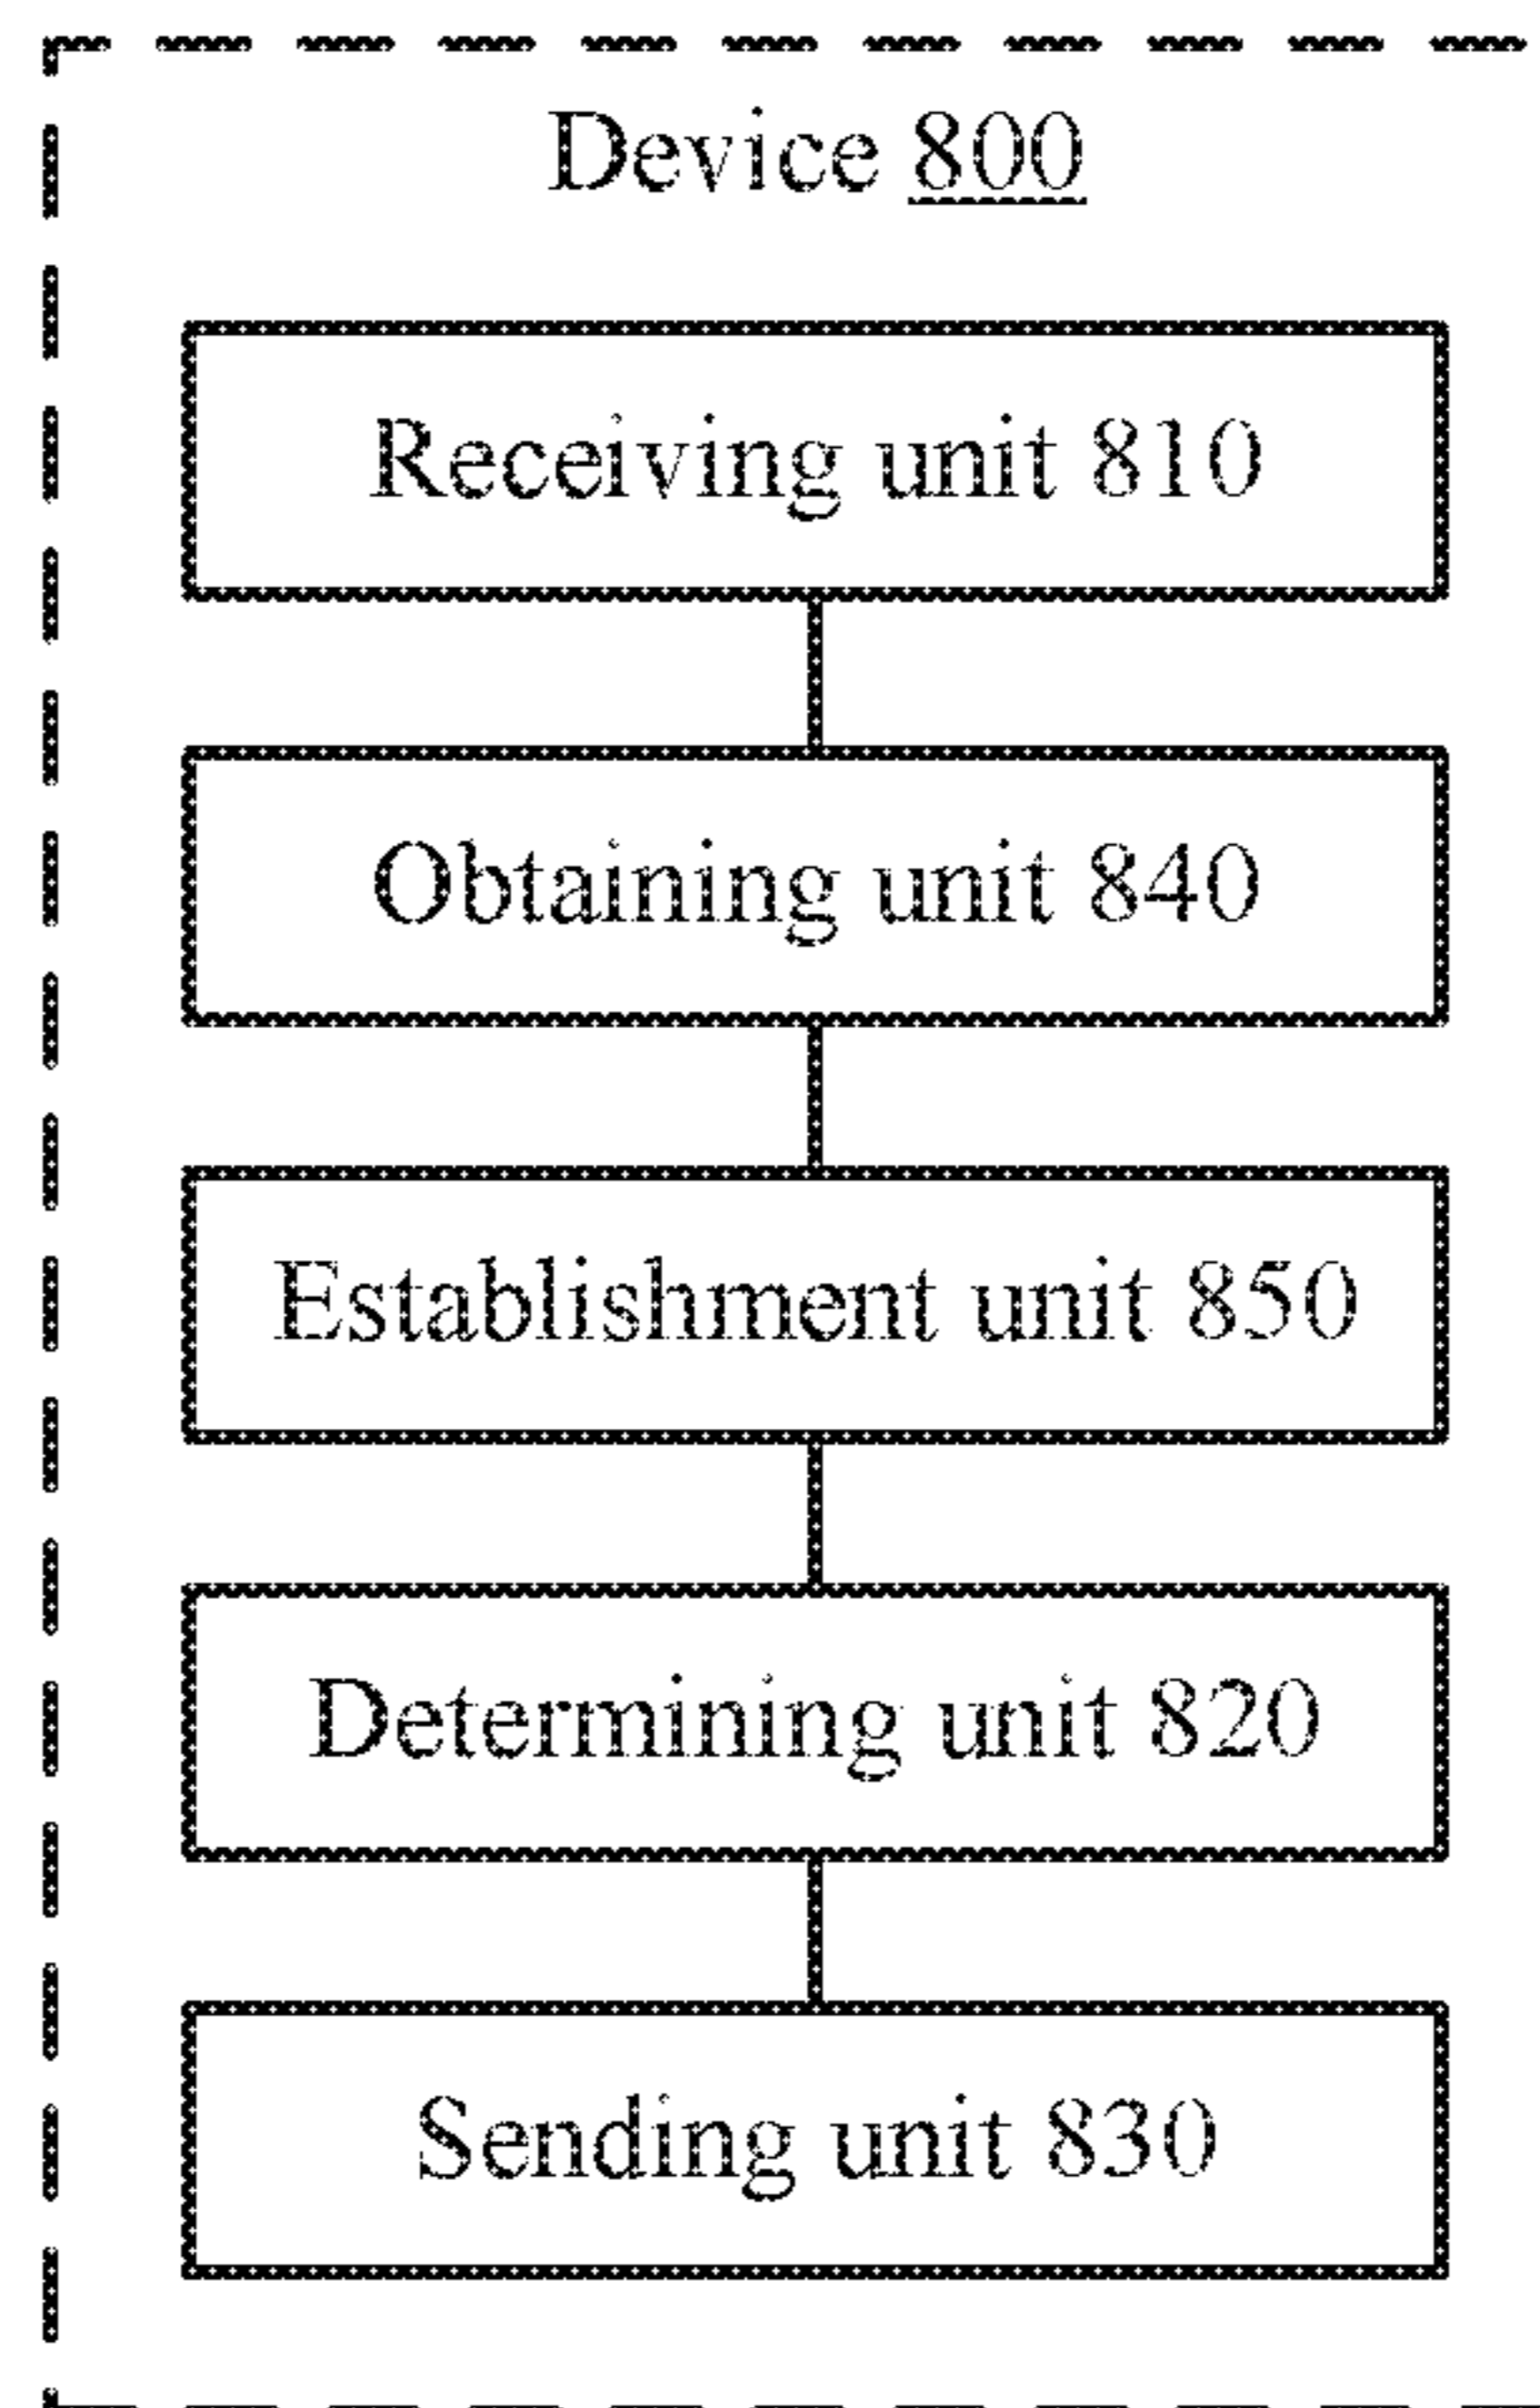 Device 800
Receiving unit 810
Obtaining unit 840
Establishment unit 850
Determining unit 820
Sending unit 830